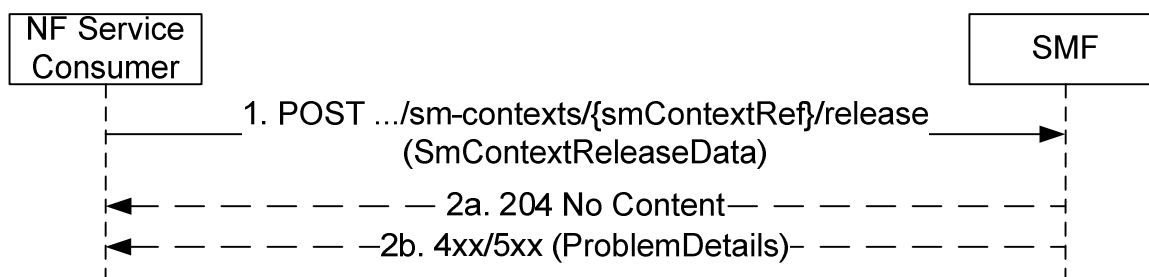 NF Service
Consumer
SMF
1. POST .../sm-contexts/{smContextRef}/release
(SmContextReleaseData)
2a. 204 No Content
2b. 4xx/5xx (ProblemDetails)